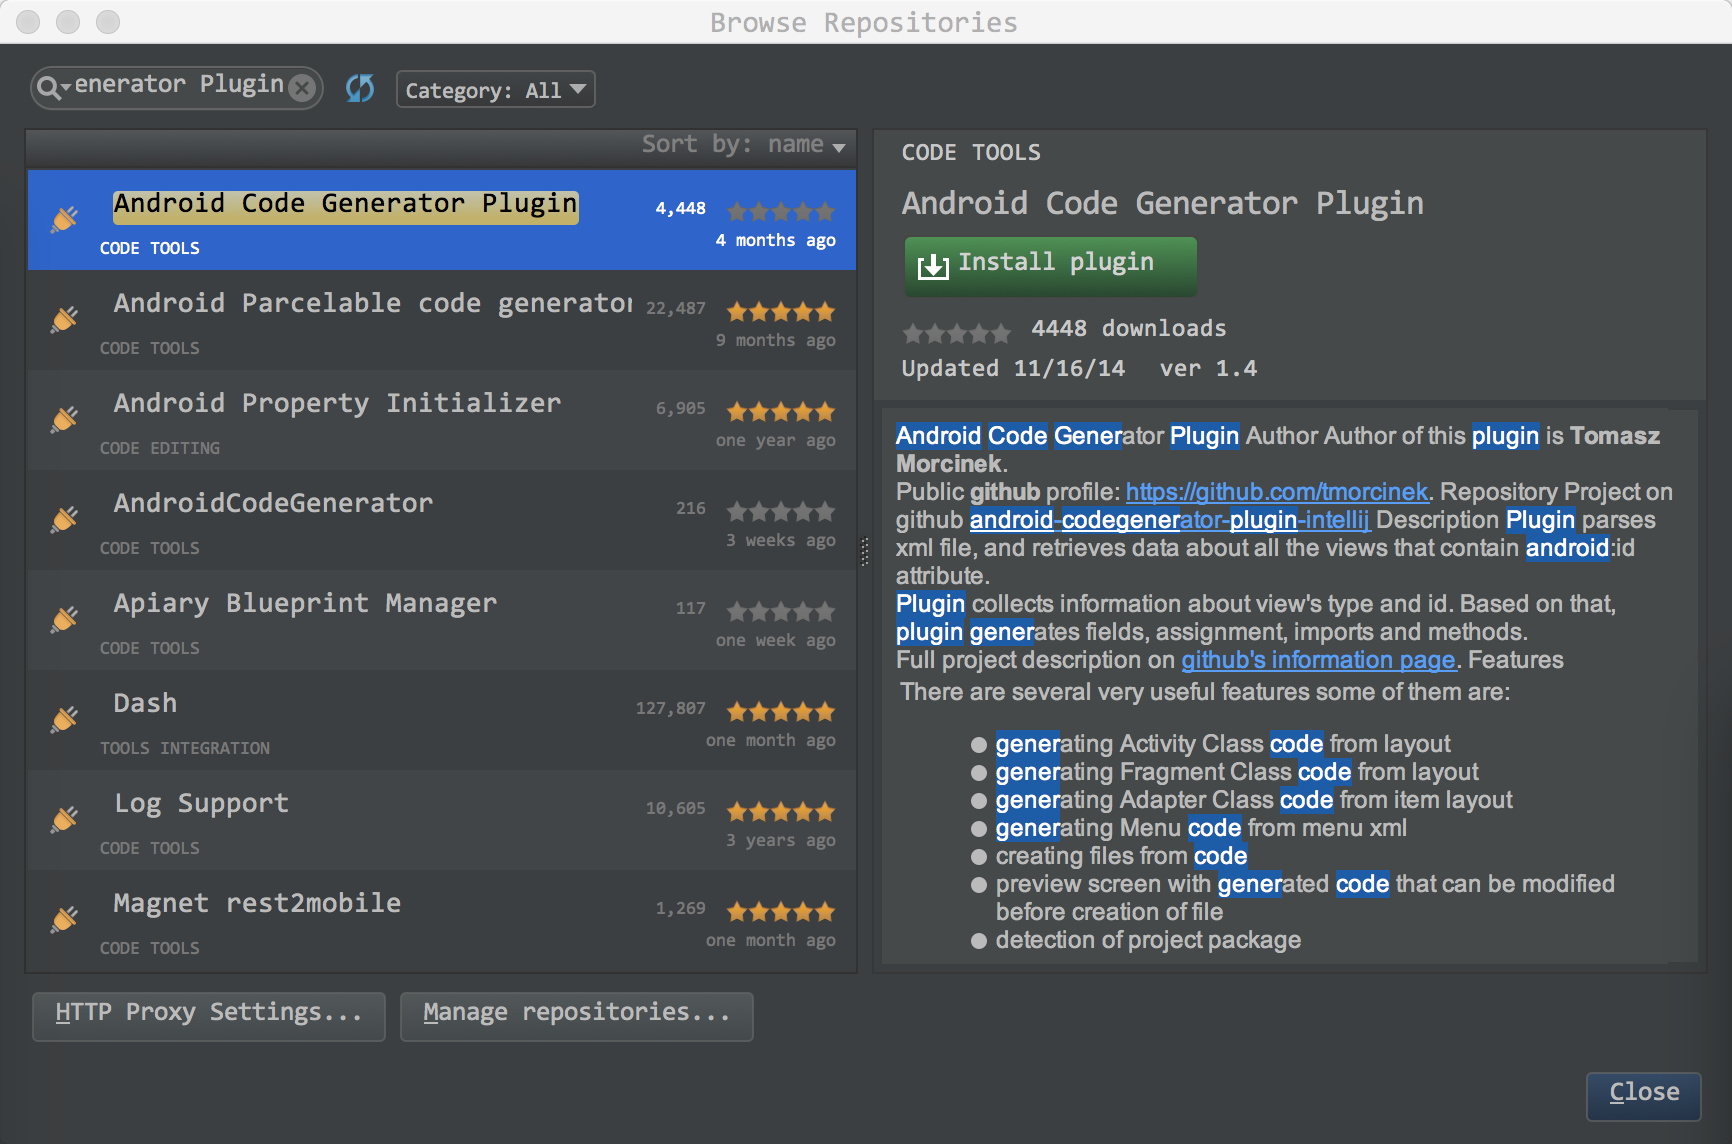 Browse Repositories
enerator Plugin
Category: All
Sort by: name
Android Code Generator Plugin 4,448
CODE TOOLS 4 months ago
Android Parcelable code generator 22,487
CODE TOOLS 9 months ago
Android Property Initializer 6,905
CODE EDITING one year ago
AndroidCodeGenerator 216
CODE TOOLS 3 weeks ago
Apiary Blueprint Manager 117
CODE TOOLS one week ago
Dash 127,807
TOOLS INTEGRATION one month ago
Log Support 10,605
CODE TOOLS 3 years ago
Magnet rest2mobile 1,269
CODE TOOLS one month ago
CODE TOOLS
Android Code Generator Plugin
Install plugin
4448 downloads
Updated 11/16/14 ver 1.4
Android Code Generator Plugin Author Author of this plugin is Tomasz
Morcinek.
Public github profile: https://github.com/tmorcinek. Repository Project on
github android-codegenerator-plugin-intellij Description Plugin parses
xml file, and retrieves data about all the views that contain android:id
attribute.
Plugin collects information about view's type and id. Based on that,
plugin generates fields, assignment, imports and methods.
Full project description on github's information page. Features
There are several very useful features some of them are:
● generating Activity Class code from layout
● generating Fragment Class code from layout
● generating Adapter Class code from item layout
● generating Menu code from menu xml
● creating files from code
● preview screen with generated code that can be modified
before creation of file
● detection of project package
HTTP Proxy Settings...
Manage repositories...
Close